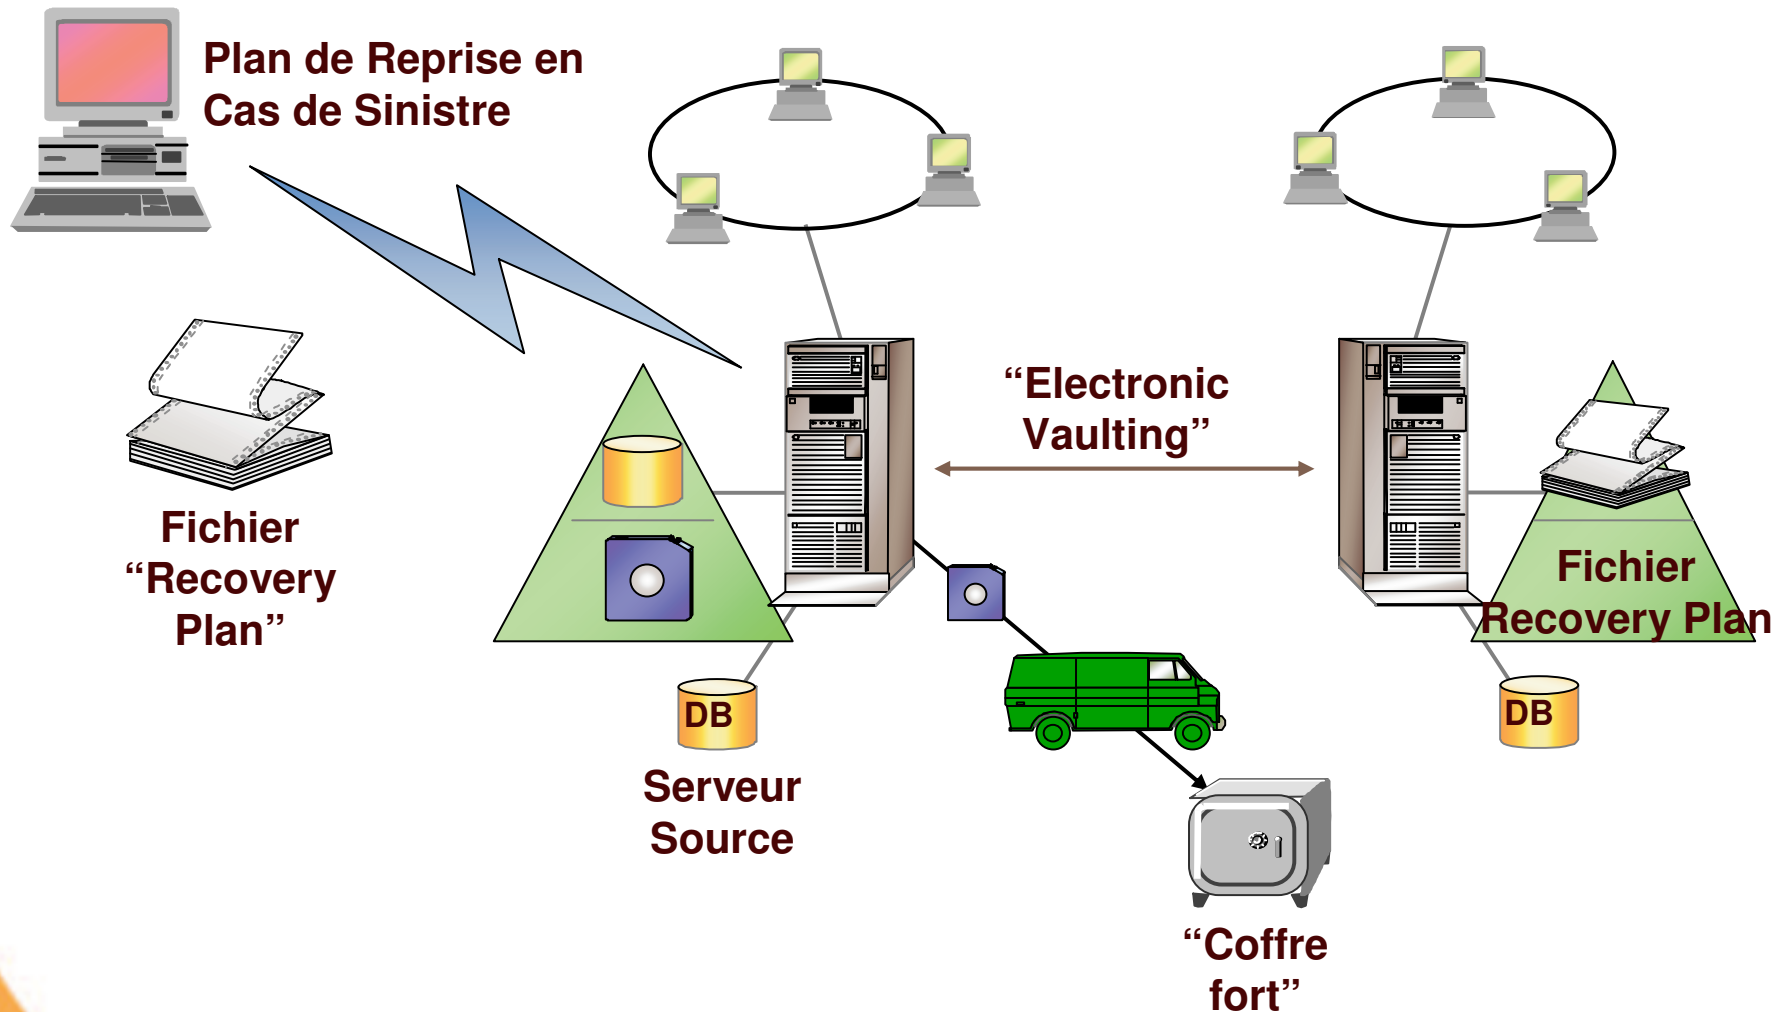 Plan de Reprise en
Cas de Sinistre
“Electronic
Vaulting”
Fichier
“Recovery
Plan”
Fichier
Recovery Plan
DB
DB
Serveur
Source
“Coffre
fort”